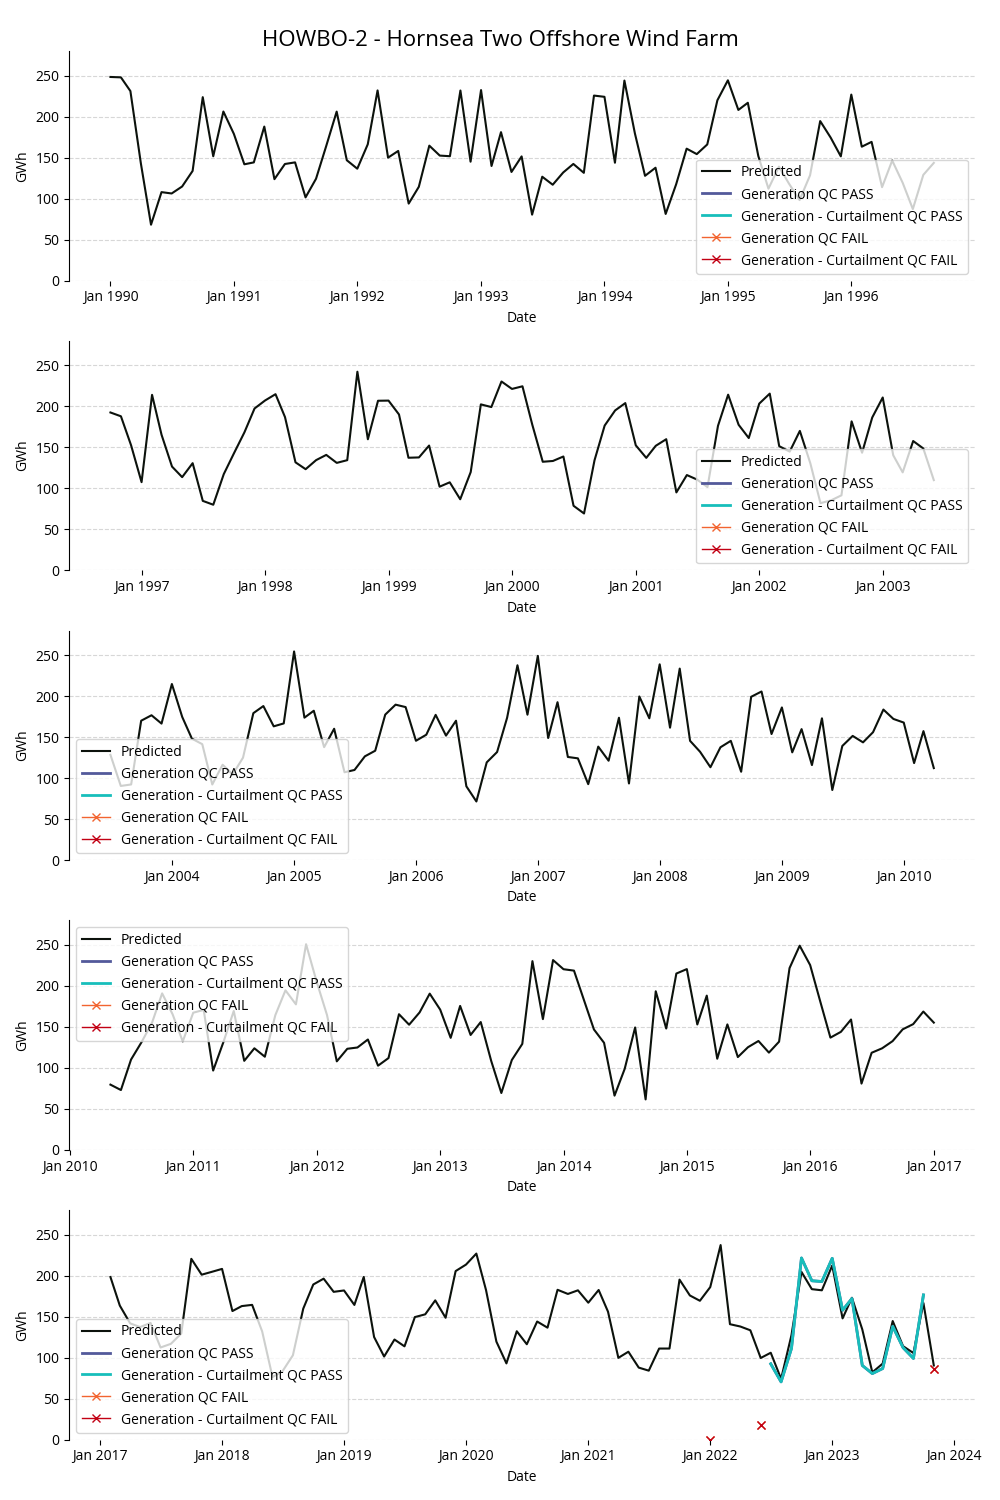 HOWBO-2 - Hornsea Two Offshore Wind Farm
GWh
250
200
150
100
50
0
Predicted
Generation QC PASS
Generation - Curtailment QC PASS
Generation QC FAIL
Generation - Curtailment QC FAIL
Jan 1990 Jan 1991 Jan 1992 Jan 1993 Jan 1994 Jan 1995 Jan 1996
Date
GWh
250
200
150
100
50
0
Predicted
Generation QC PASS
Generation - Curtailment QC PASS
Generation QC FAIL
Generation - Curtailment QC FAIL
Jan 1997 Jan 1998 Jan 1999 Jan 2000 Jan 2001 Jan 2002 Jan 2003
Date
GWh
250
200
150
100
50
0
Predicted
Generation QC PASS
Generation - Curtailment QC PASS
Generation QC FAIL
Generation - Curtailment QC FAIL
Jan 2004 Jan 2005 Jan 2006 Jan 2007 Jan 2008 Jan 2009 Jan 2010
Date
GWh
250
200
150
100
50
0
Predicted
Generation QC PASS
Generation - Curtailment QC PASS
Generation QC FAIL
Generation - Curtailment QC FAIL
Jan 2010 Jan 2011 Jan 2012 Jan 2013 Jan 2014 Jan 2015 Jan 2016 Jan 2017
Date
GWh
250
200
150
100
50
0
Predicted
Generation QC PASS
Generation - Curtailment QC PASS
Generation QC FAIL
Generation - Curtailment QC FAIL
Jan 2017 Jan 2018 Jan 2019 Jan 2020 Jan 2021 Jan 2022 Jan 2023 Jan 2024
Date